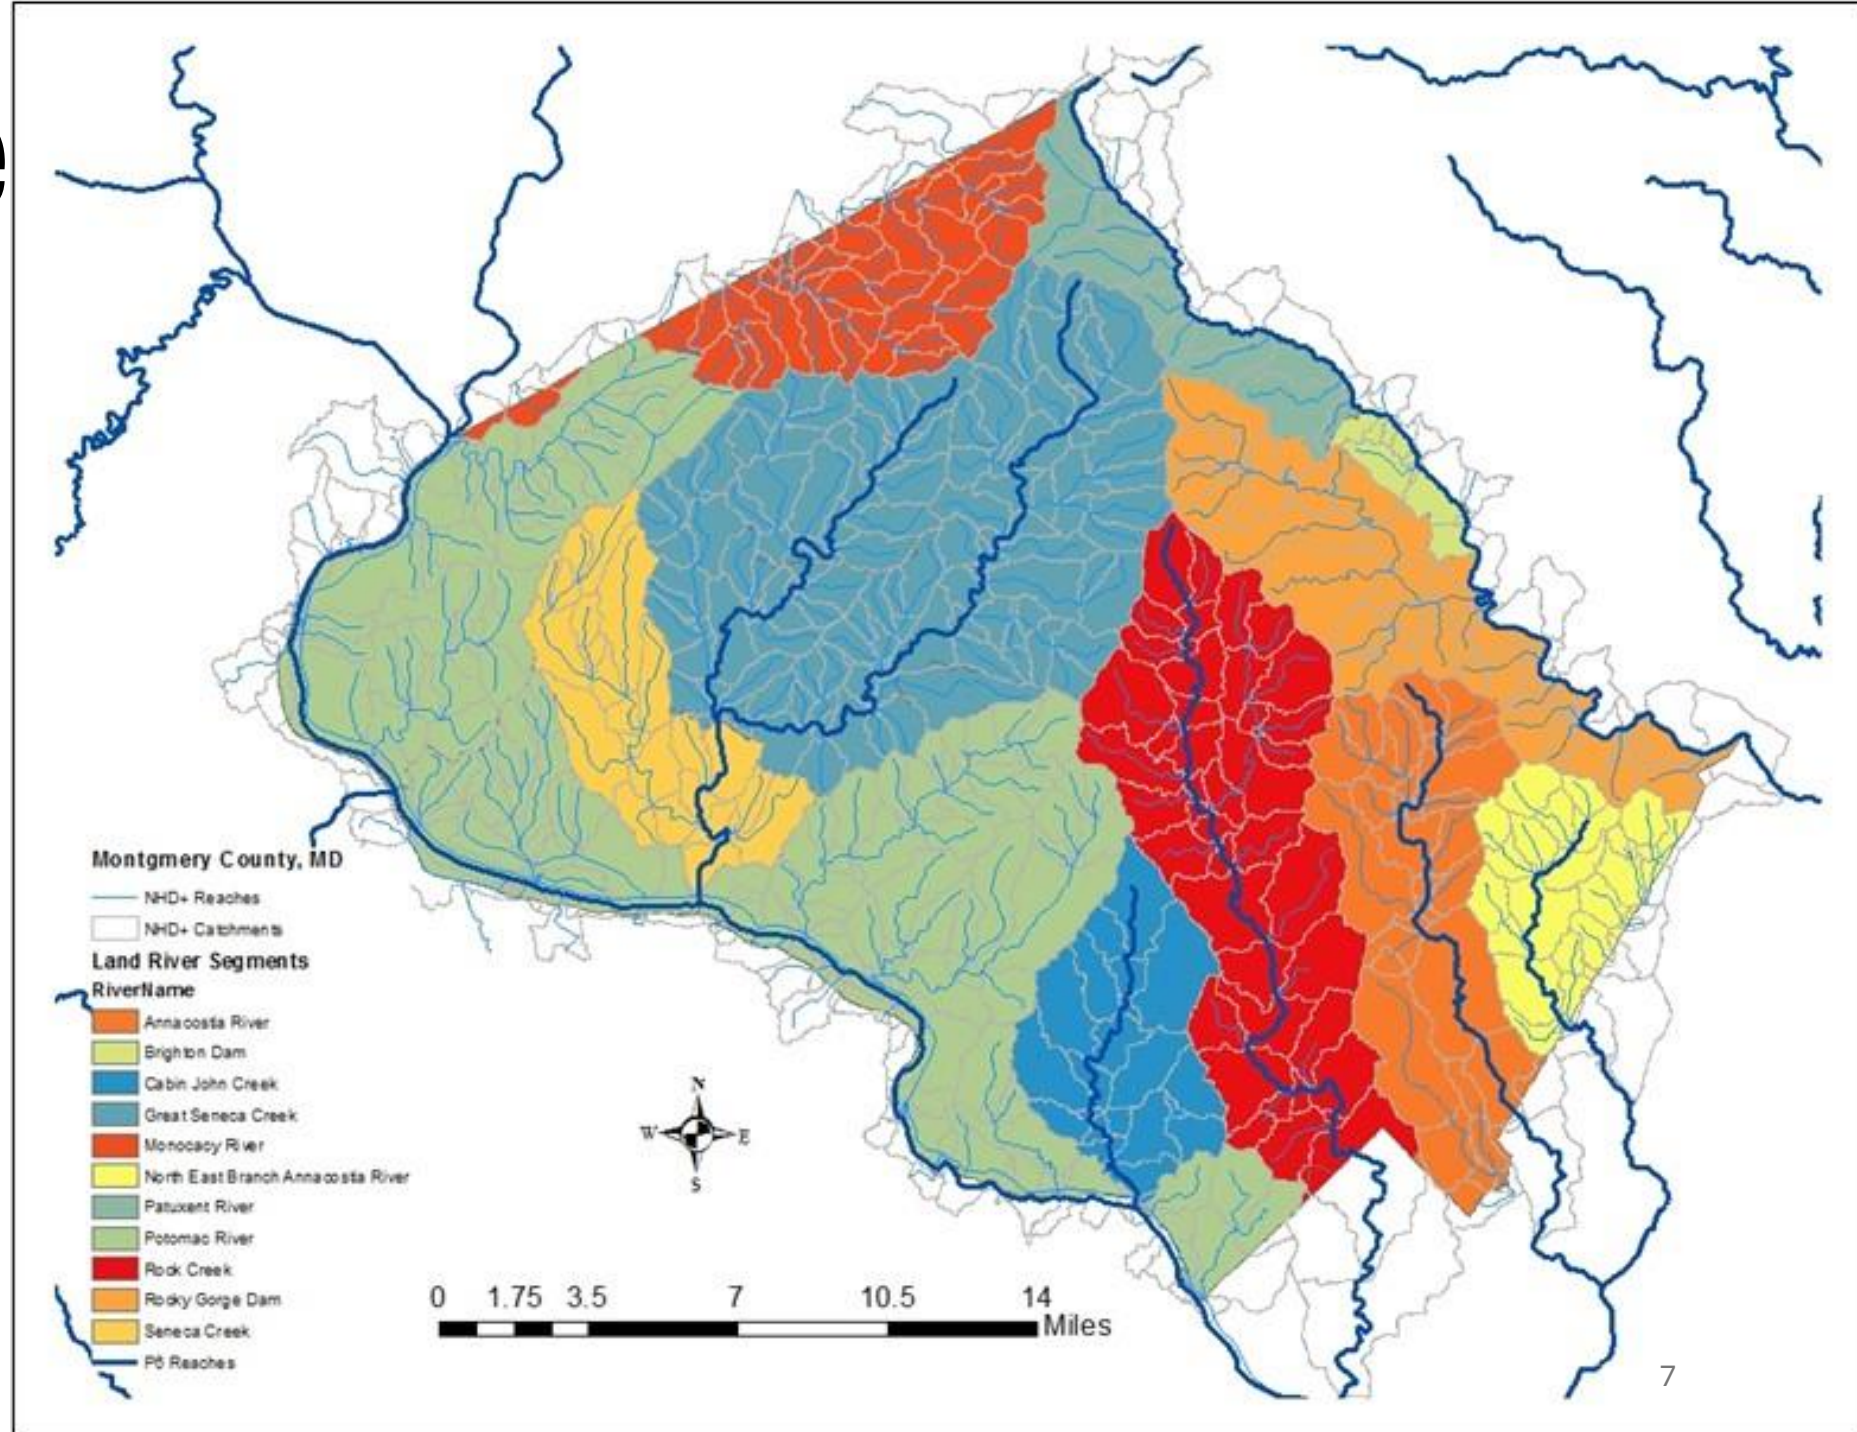 e
Montgmery County, MD
NHD+ Reaches
NHD+ Catchments
Land River Segments
RiverName
Annacostia River
Brighton Dam
Cabin John Creek
Great Seneca Creek
Monocacy River
North East Branch Annacostia River
Patuxent River
Potomac River
Rock Creek
Rocky Gorge Dam
Seneca Creek
P6 Reaches
N
W E
S
0 1.75 3.5 7 10.5 14
Miles
7